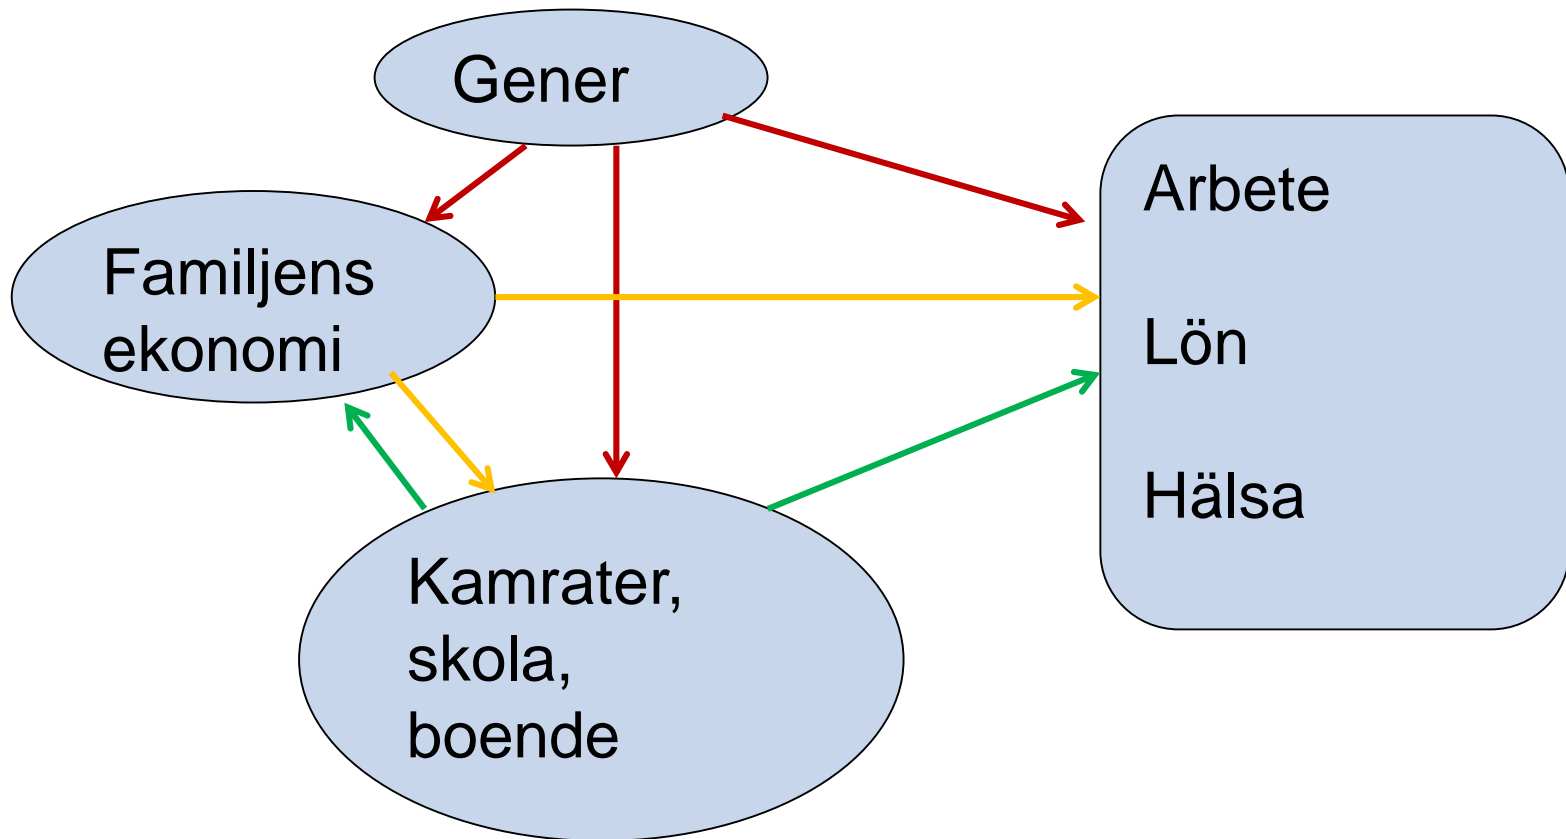 Gener
Familjens
ekonomi
Kamrater,
skola,
boende
Arbete
Lön
Hälsa